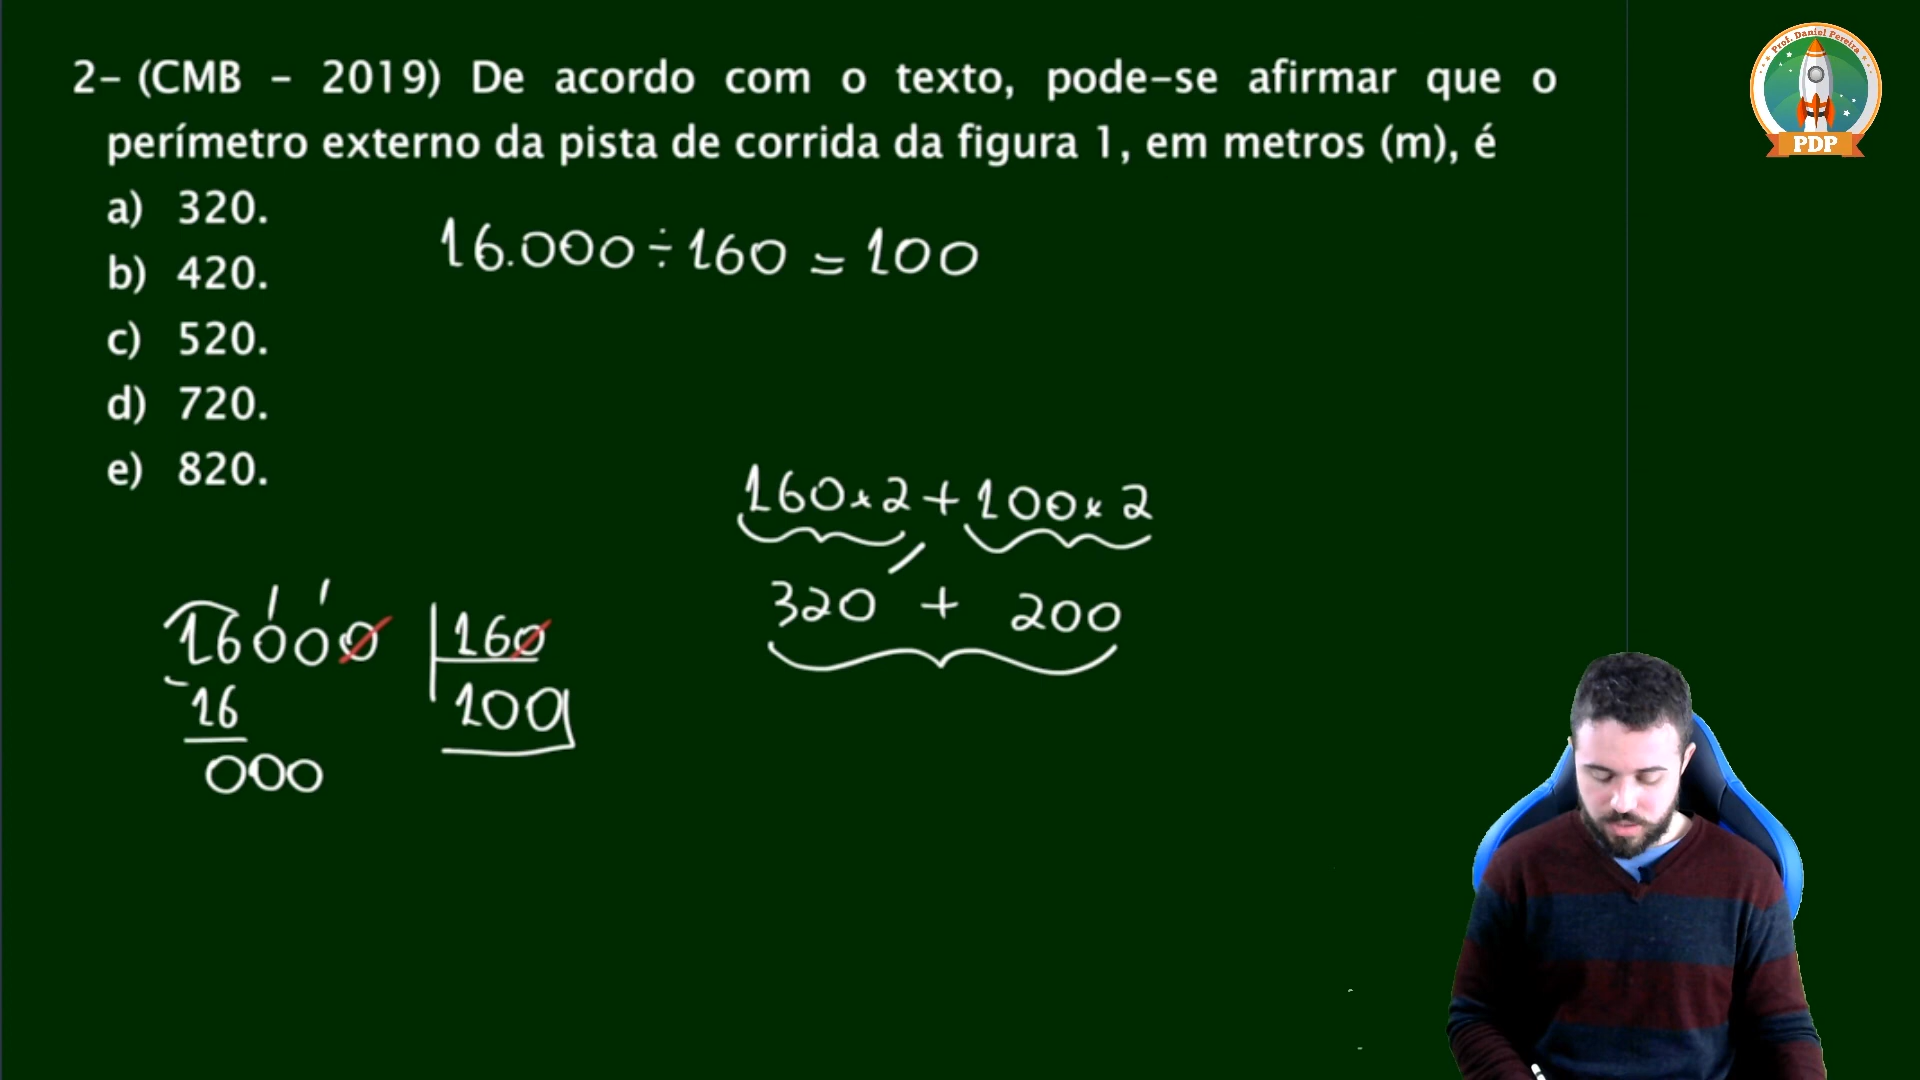 2- (CMB - 2019) De acordo com o texto, pode-se afirmar que o
perímetro externo da pista de corrida da figura 1, em metros (m), é
a) 320.
b) 420.
c) 520.
d) 720.
e) 820.
16.000 ÷ 160 = 100
160 x 2 + 100 x 2
320 + 200
16000 160
16 100
000
Prof. Daniel Pereira
PDP